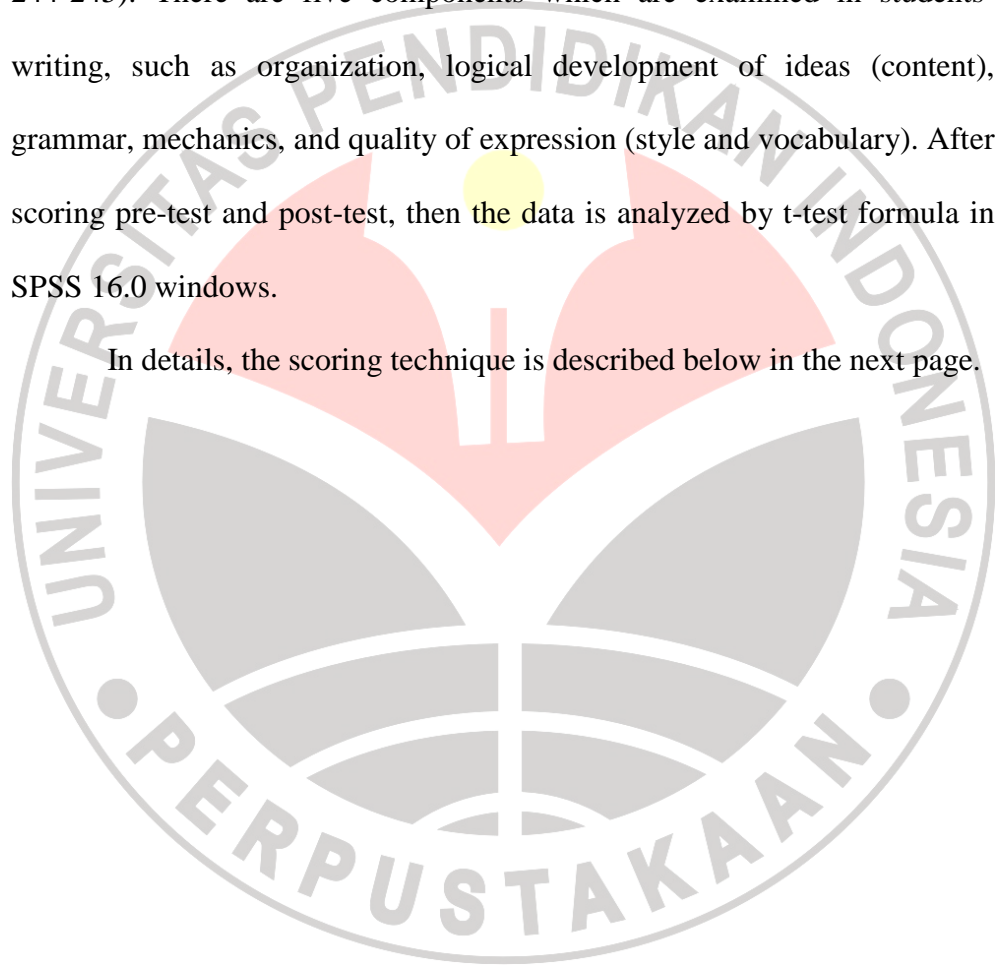 244-245). There are five components which are examined in students'
writing, such as organization, logical development of ideas (content),
grammar, mechanics, and quality of expression (style and vocabulary). After
scoring pre-test and post-test, then the data is analyzed by t-test formula in
SPSS 16.0 windows.
In details, the scoring technique is described below in the next page.
UNIVERSITAS PENDIDIKAN INDONESIA
PERPUSTAKAAN